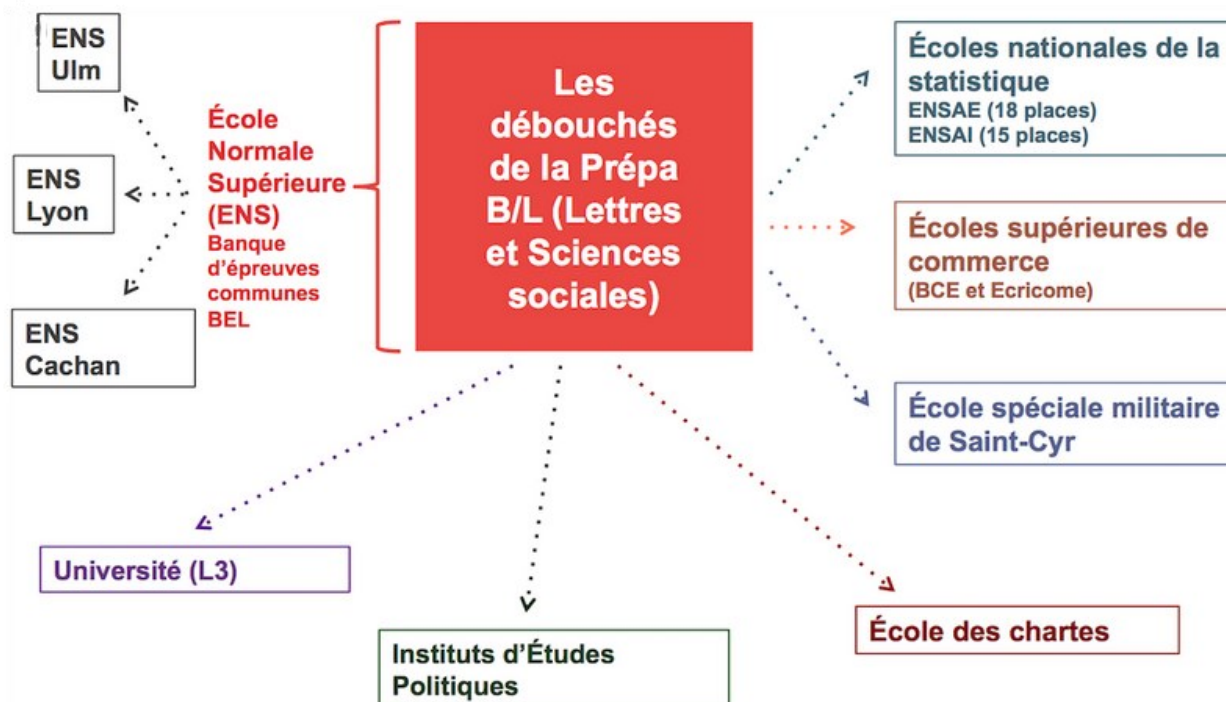 ENS
Ulm
ENS
Lyon
ENS
Cachan
École
Normale
Supérieure
(ENS)
Banque
d’épreuves
communes
BEL
Les
débouchés
de la Prépa
B/L (Lettres
et Sciences
sociales)
Écoles nationales de la
statistique
ENSAE (18 places)
ENSAI (15 places)
Écoles supérieures de
commerce
(BCE et Ecricome)
École spéciale militaire
de Saint-Cyr
Université (L3)
Instituts d’Études
Politiques
École des chartes